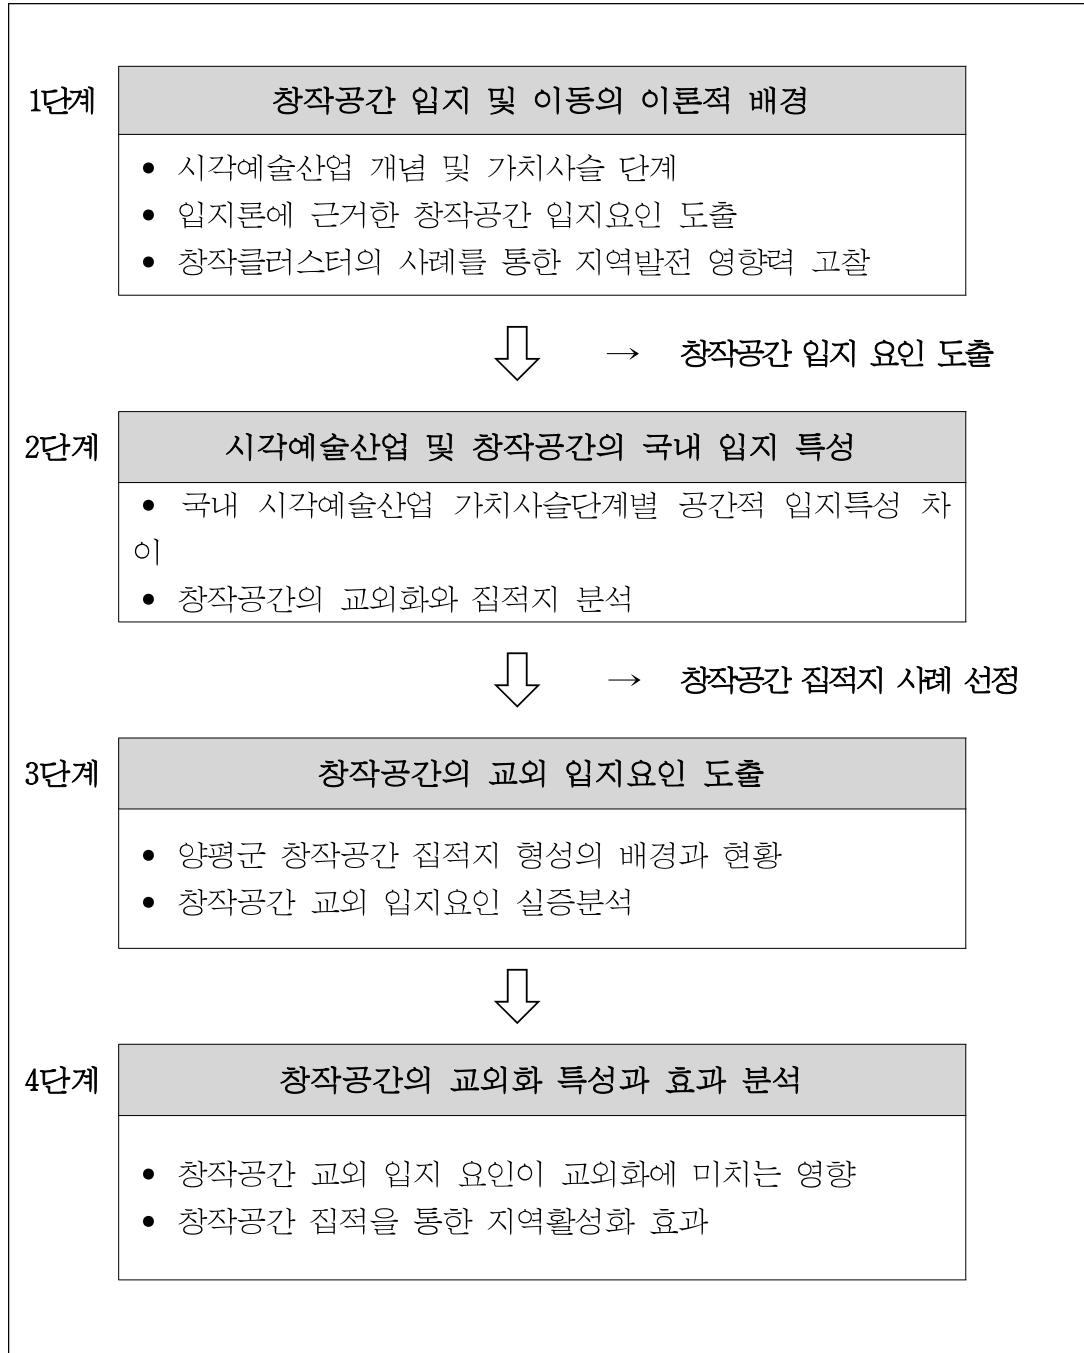 1단계
창작공간 입지 및 이동의 이론적 배경
• 시각예술산업 개념 및 가치사슬 단계
• 입지론에 근거한 창작공간 입지요인 도출
• 창작클러스터의 사례를 통한 지역발전 영향력 고찰
→ 창작공간 입지 요인 도출
2단계
시각예술산업 및 창작공간의 국내 입지 특성
• 국내 시각예술산업 가치사슬단계별 공간적 입지특성 차
이
• 창작공간의 교외화와 집적지 분석
→ 창작공간 집적지 사례 선정
3단계
창작공간의 교외 입지요인 도출
• 양평군 창작공간 집적지 형성의 배경과 현황
• 창작공간 교외 입지요인 실증분석
4단계
창작공간의 교외화 특성과 효과 분석
• 창작공간 교외 입지 요인이 교외화에 미치는 영향
• 창작공간 집적을 통한 지역활성화 효과